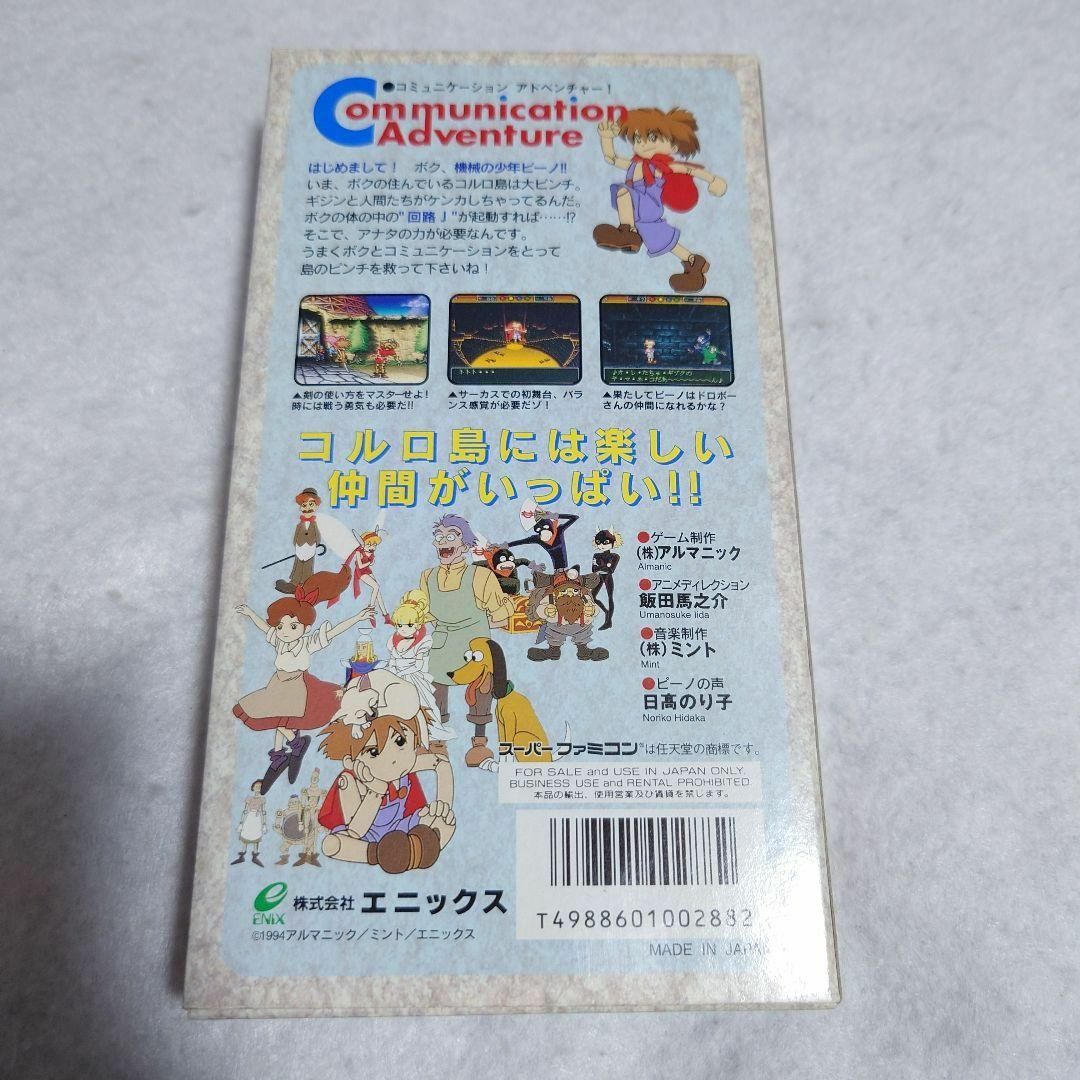 ●コミュニケーション アドベンチャー!
Communication
Adventure
はじめまして! ボク、機械の少年ピーノ!!
いま、ボクの住んでいるコルロ島は大ピンチ。
ギジンと人間たちがケンカしちゃってるんだ。
ボクの体の中の"回路J"が起動すれば……!?
そこで、アナタの力が必要なんです。
うまくボクとコミュニケーションをとって
島のピンチを救って下さいね!
▲剣の使い方をマスターせよ!
時には戦う勇気も必要だ!!
▲サーカスでの初舞台、バラ
ンス感覚が必要だゾ!
▲果たしてピーノはドロボー
さんの仲間になれるかな?
コルロ島には楽しい
仲間がいっぱい!!
●ゲーム制作
(株)アルマニック
Almanic
●アニメディレクション
飯田馬之介
Umanosuke Iida
●音楽制作
(株)ミント
Mint
●ピーノの声
日髙のり子
Noriko Hidaka
スーパーファミコン™は任天堂の商標です。
FOR SALE and USE IN JAPAN ONLY.
BUSINESS USE and RENTAL PROHIBITED.
本品の輸出、使用営業及び賃貸を禁じます。
T4988601002882
MADE IN JAPAN
ENIX
株式会社 エニックス
©1994アルマニック/ミント/エニックス